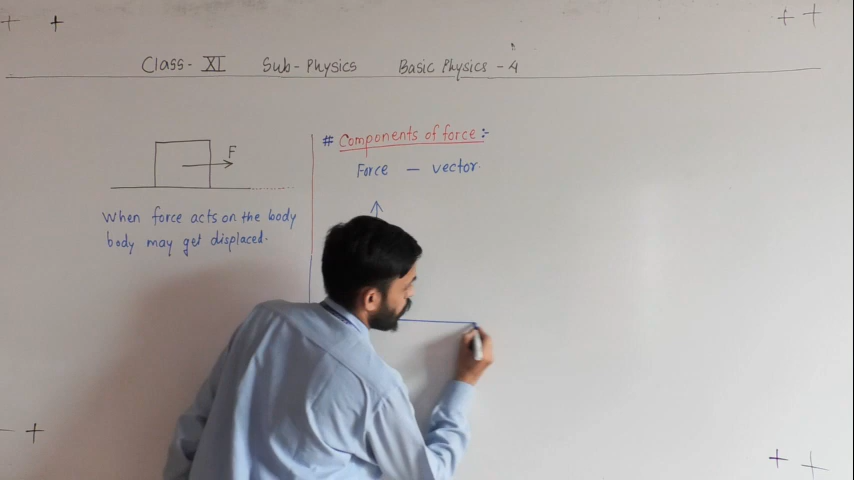 Class- XI Sub- Physics Basic Physics - 4
F
When force acts on the body
body may get displaced.
# Components of force :-
Force — vector.